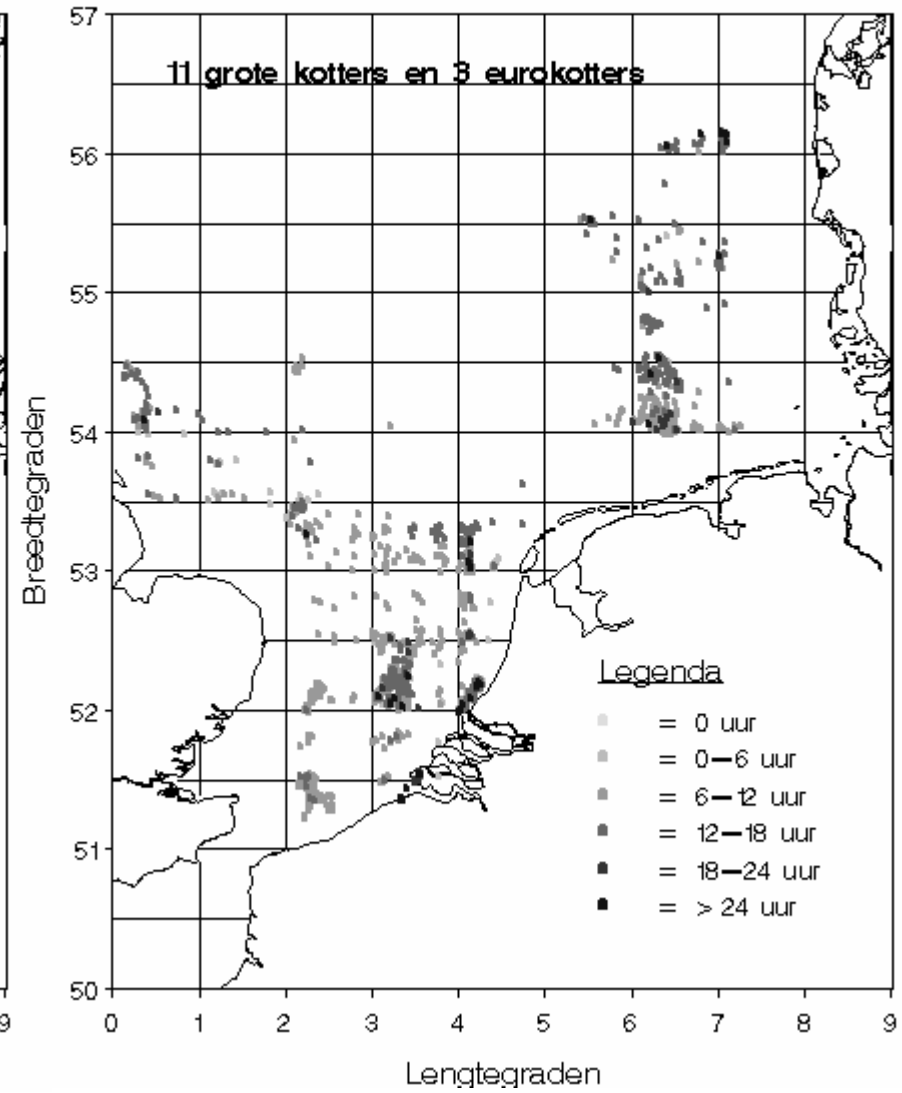 57
11 grote kotters en 3 eurokotters
56
55
54
53
52
51
50
Breedtegraden
Legenda
= 0 uur
= 0–6 uur
= 6–12 uur
= 12–18 uur
= 18–24 uur
= > 24 uur
9
0 1 2 3 4 5 6 7 8 9
Lengtegraden